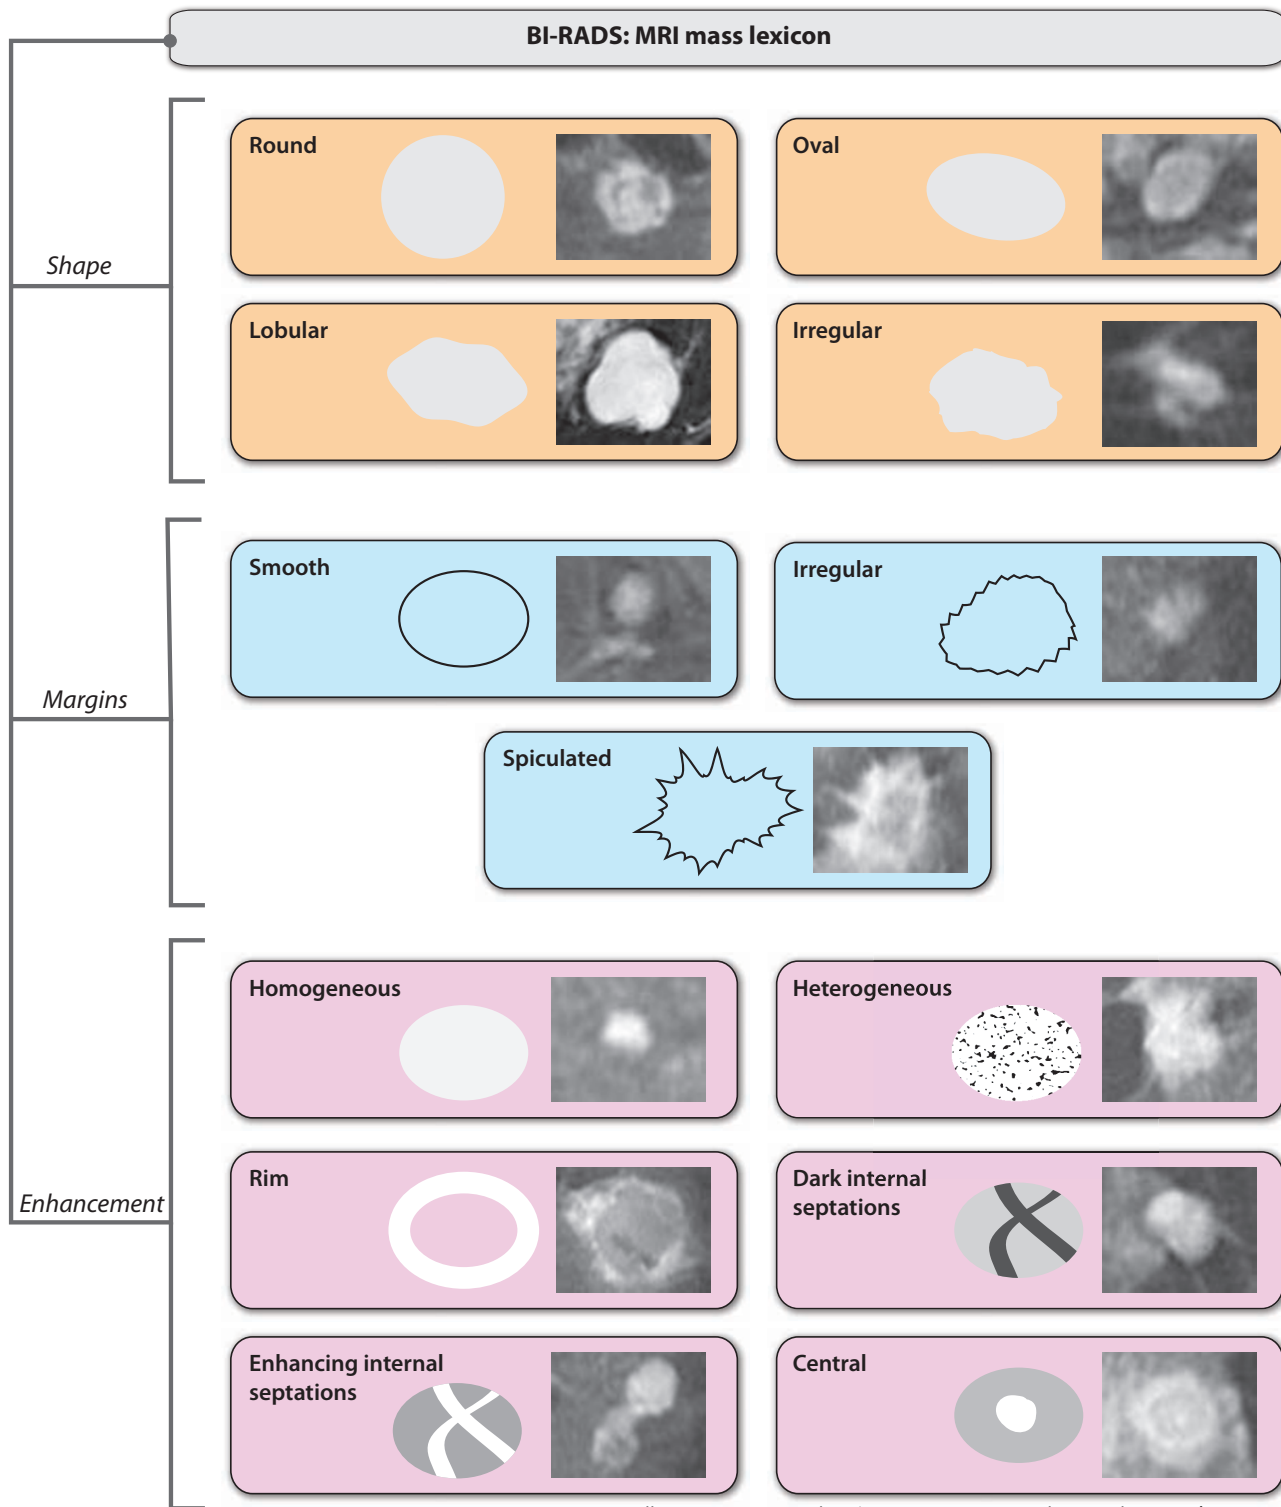 BI-RADS: MRI mass lexicon
Shape
Round
Oval
Lobular
Irregular
Margins
Smooth
Irregular
Spiculated
Enhancement
Homogeneous
Heterogeneous
Rim
Dark internal
septations
Enhancing internal
septations
Central